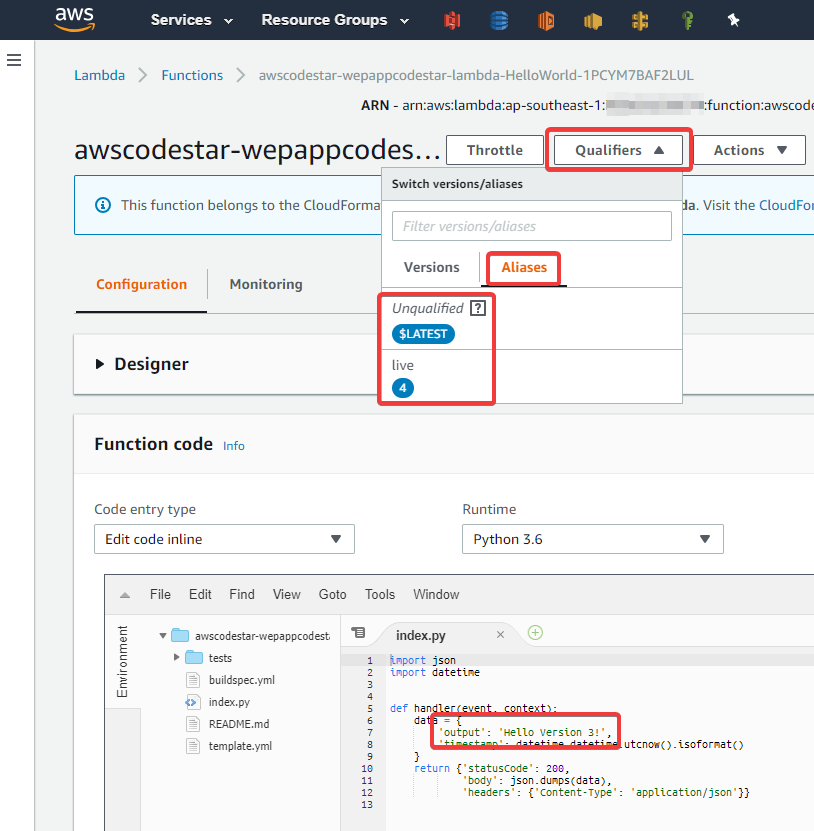 aws Services Resource Groups
Lambda Functions awscodestar-wepappcodestar-lambda-HelloWorld-1PCYM7BAF2LUL
ARN - arn:aws:lambda:ap-southeast-1: :function:awscode
awscodestar-wepappcodes... Throttle Qualifiers Actions
Switch versions/aliases
This function belongs to the CloudForma da. Visit the CloudFor
Filter versions/aliases
Versions Aliases
Configuration Monitoring
Unqualified ?
$LATEST
live
4
Designer
Function code Info
Code entry type Runtime
Edit code inline Python 3.6
File Edit Find View Goto Tools Window
Environment
awscodestar-wepappcodesta
tests
buildspec.yml
index.py
README.md
template.yml
index.py
1 import json
2 import datetime
3
4
5 def handler(event, context):
6 data = {
7 'output': 'Hello Version 3!',
8 'timestamp': datetime.datetime.utcnow().isoformat()
9 }
10 return {'statusCode': 200,
11 'body': json.dumps(data),
12 'headers': {'Content-Type': 'application/json'}}
13